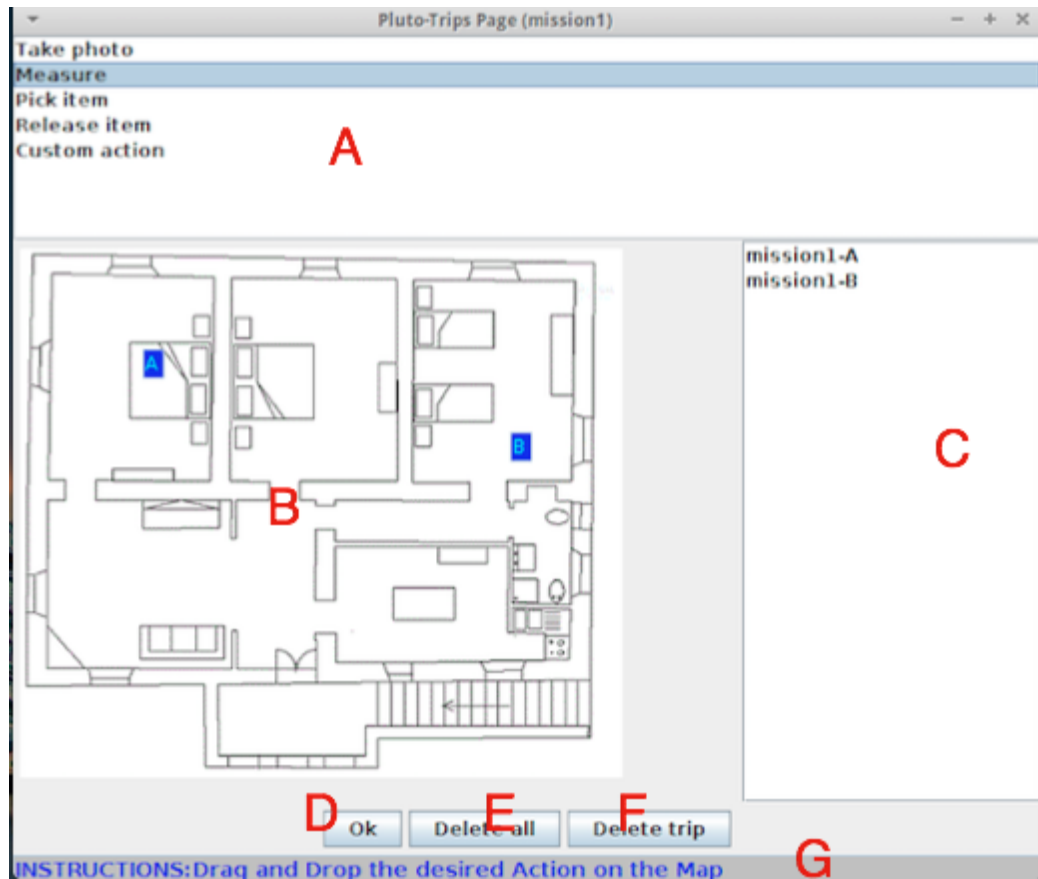 Pluto-Trips Page (mission1)
Take photo
Measure
Pick item
Release item
Custom action
A
mission1-A
mission1-B
A
B
C
B
D E F
Ok Delete all Delete trip
G
INSTRUCTIONS:Drag and Drop the desired Action on the Map